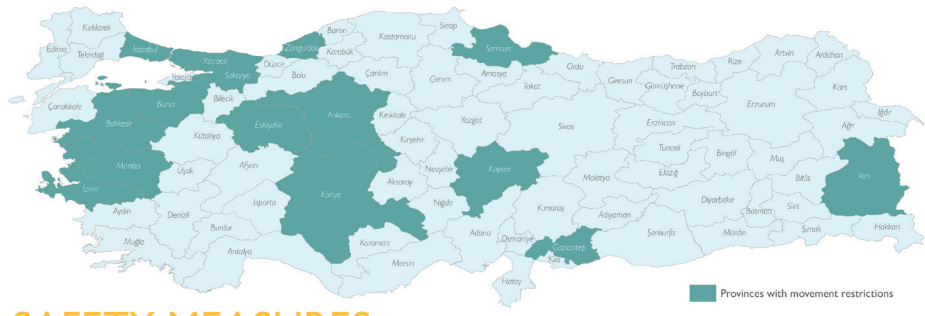 Kırklareli
Edirne
Tekirdağ
İstanbul
Kocaeli
Sakarya
Yalova
Düzce
Zonguldak
Bartın
Karabük
Kastamonu
Sinop
Samsun
Bolu
Çankırı
Çorum
Amasya
Tokat
Ordu
Giresun
Trabzon
Gümüşhane
Bayburt
Rize
Artvin
Ardahan
Kars
Iğdır
Ağrı
Erzurum
Erzincan
Çanakkale
Balıkesir
Bursa
Bilecik
Eskişehir
Ankara
Kırıkkale
Kırşehir
Yozgat
Sivas
Tunceli
Bingöl
Muş
Bitlis
Van
Kütahya
Manisa
İzmir
Uşak
Afyon
Konya
Aksaray
Nevşehir
Niğde
Kayseri
Malatya
Elazığ
Diyarbakır
Batman
Siirt
Şırnak
Hakkari
Aydın
Denizli
Isparta
Burdur
Muğla
Antalya
Karaman
Mersin
Adana
Osmaniye
K.maraş
Adıyaman
Gaziantep
Kilis
Şanlıurfa
Mardin
Hatay
Provinces with movement restrictions
SAFETY MEASURES